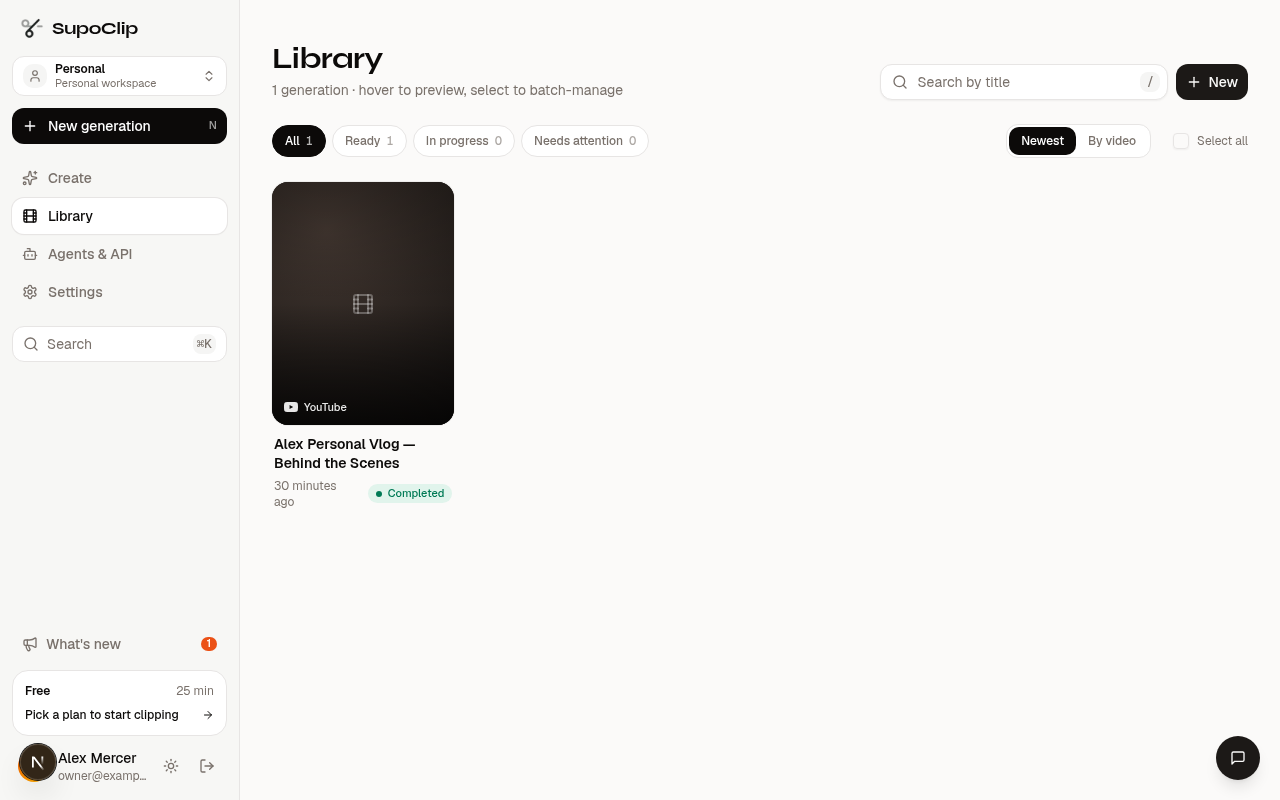 SupoClip
Personal
Personal workspace
New generation N
Create
Library
Agents & API
Settings
Search ⌘K
What's new 1
Free 25 min
Pick a plan to start clipping →
N
Alex Mercer
owner@examp…
Library
1 generation · hover to preview, select to batch-manage
Search by title /
New
All 1
Ready 1
In progress 0
Needs attention 0
Newest
By video
Select all
YouTube
Alex Personal Vlog —
Behind the Scenes
30 minutes
ago
Completed